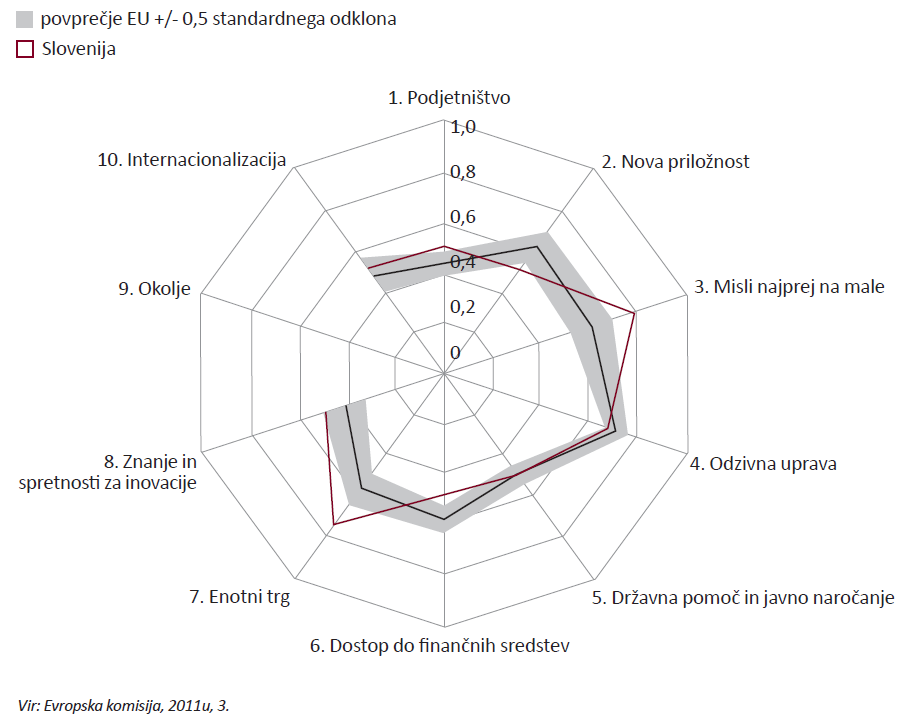 povprečje EU +/- 0,5 standardnega odklona
Slovenija
1. Podjetništvo
1,0
10. Internacionalizacija
2. Nova priložnost
0,8
0,6
9. Okolje
0,4
3. Misli najprej na male
0,2
0
8. Znanje in
spretnosti za inovacije
4. Odzivna uprava
7. Enotni trg
5. Državna pomoč in javno naročanje
6. Dostop do finančnih sredstev
Vir: Evropska komisija, 2011u, 3.